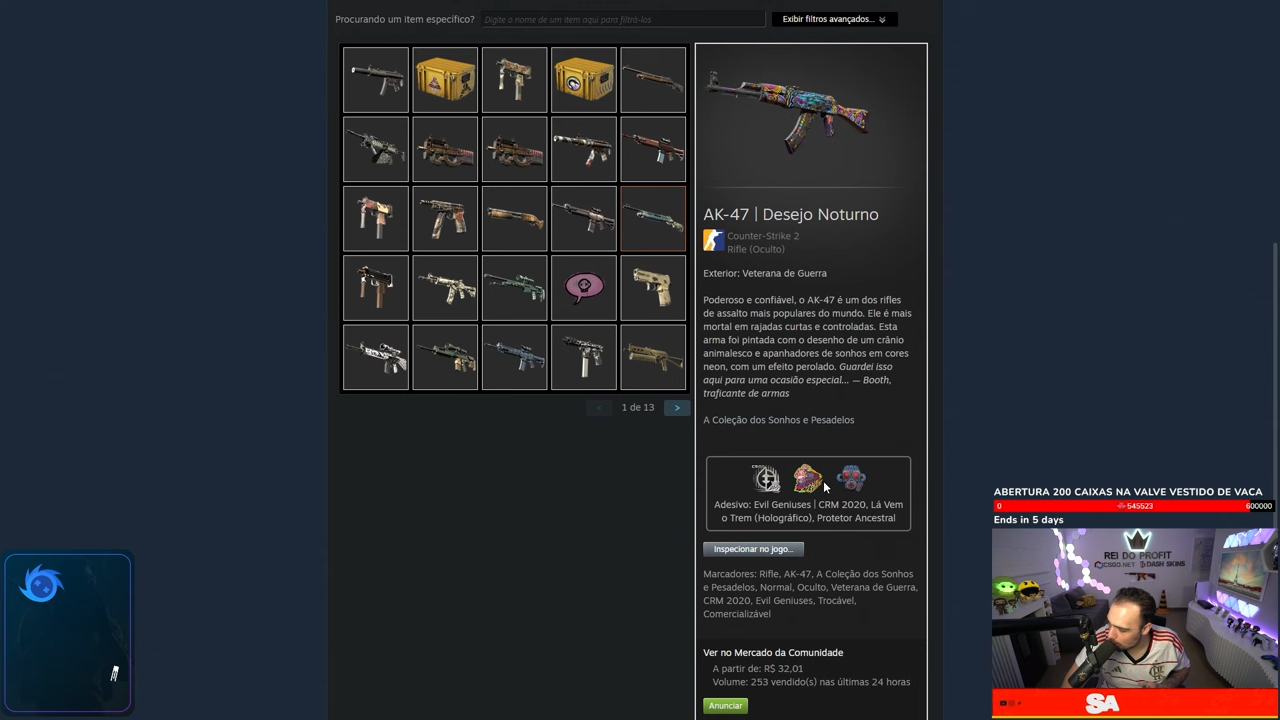 Procurando um item específico?
Digite o nome de um item aqui para filtrá-los
Exibir filtros avançados...
AK-47 | Desejo Noturno
Counter-Strike 2
Rifle (Oculto)
Exterior: Veterana de Guerra
Poderoso e confiável, o AK-47 é um dos rifles
de assalto mais populares do mundo. Ele é mais
mortal em rajadas curtas e controladas. Esta
arma foi pintada com o desenho de um crânio
animalesco e apanhadores de sonhos em cores
neon, com um efeito perolado. Guardei isso
aqui para uma ocasião especial... — Booth,
traficante de armas
A Coleção dos Sonhos e Pesadelos
Adesivo: Evil Geniuses | CRM 2020, Lá Vem
o Trem (Holográfico), Protetor Ancestral
Inspecionar no jogo...
Marcadores: Rifle, AK-47, A Coleção dos Sonhos
e Pesadelos, Normal, Oculto, Veterana de Guerra,
CRM 2020, Evil Geniuses, Trocável,
Comercializável
Ver no Mercado da Comunidade
A partir de: R$ 32,01
Volume: 253 vendido(s) nas últimas 24 horas
Anunciar
< 1 de 13 >
ABERTURA 200 CAIXAS NA VALVE VESTIDO DE VACA
0 545523 600000
Ends in 5 days
REI DO PROFIT
CSGO.NET DASH SKINS
SA